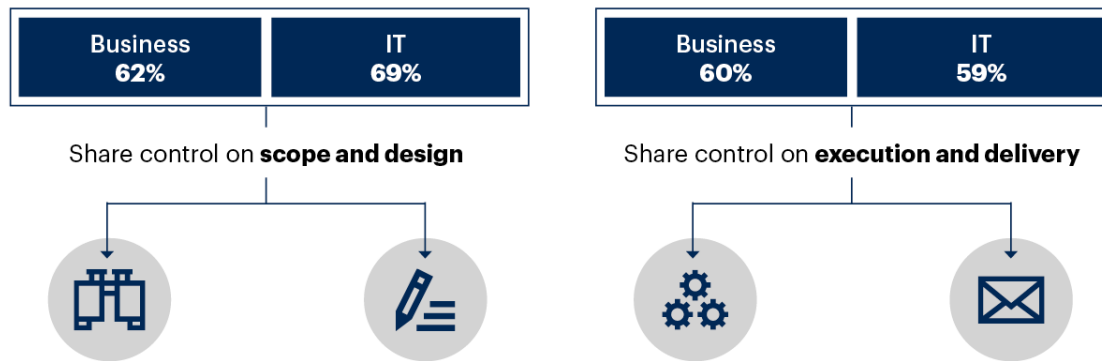 Business
62%
IT
69%
Share control on scope and design
Business
60%
IT
59%
Share control on execution and delivery